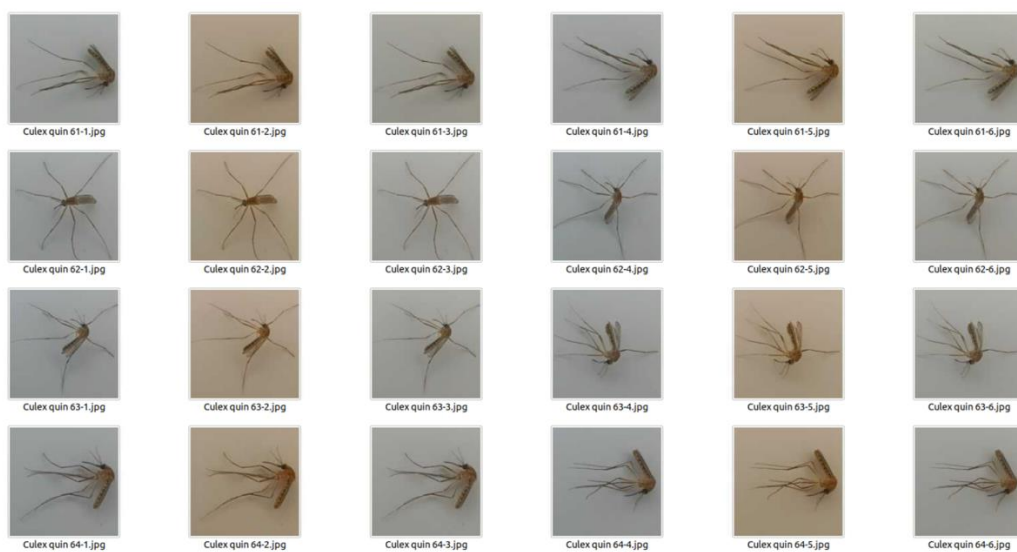 Culex quin 61-1.jpg Culex quin 61-2.jpg Culex quin 61-3.jpg Culex quin 61-4.jpg Culex quin 61-5.jpg Culex quin 61-6.jpg
Culex quin 62-1.jpg Culex quin 62-2.jpg Culex quin 62-3.jpg Culex quin 62-4.jpg Culex quin 62-5.jpg Culex quin 62-6.jpg
Culex quin 63-1.jpg Culex quin 63-2.jpg Culex quin 63-3.jpg Culex quin 63-4.jpg Culex quin 63-5.jpg Culex quin 63-6.jpg
Culex quin 64-1.jpg Culex quin 64-2.jpg Culex quin 64-3.jpg Culex quin 64-4.jpg Culex quin 64-5.jpg Culex quin 64-6.jpg